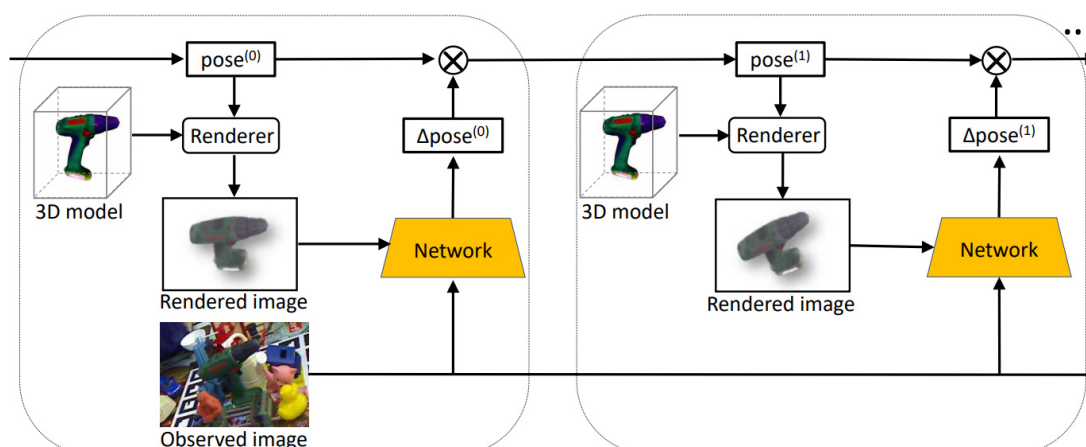 pose(0)
Renderer
3D model
Δpose(0)
Network
Rendered image
Observed image
pose(1)
Renderer
3D model
Δpose(1)
Network
Rendered image
..